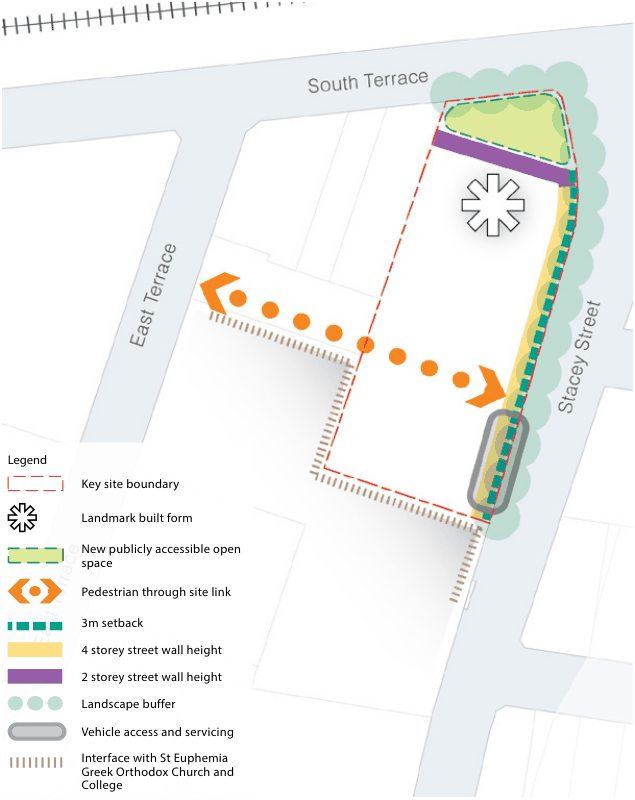 South Terrace
East Terrace
Stacey Street
Legend
Key site boundary
Landmark built form
New publicly accessible open
space
Pedestrian through site link
3m setback
4 storey street wall height
2 storey street wall height
Landscape buffer
Vehicle access and servicing
Interface with St Euphemia
Greek Orthodox Church and
College